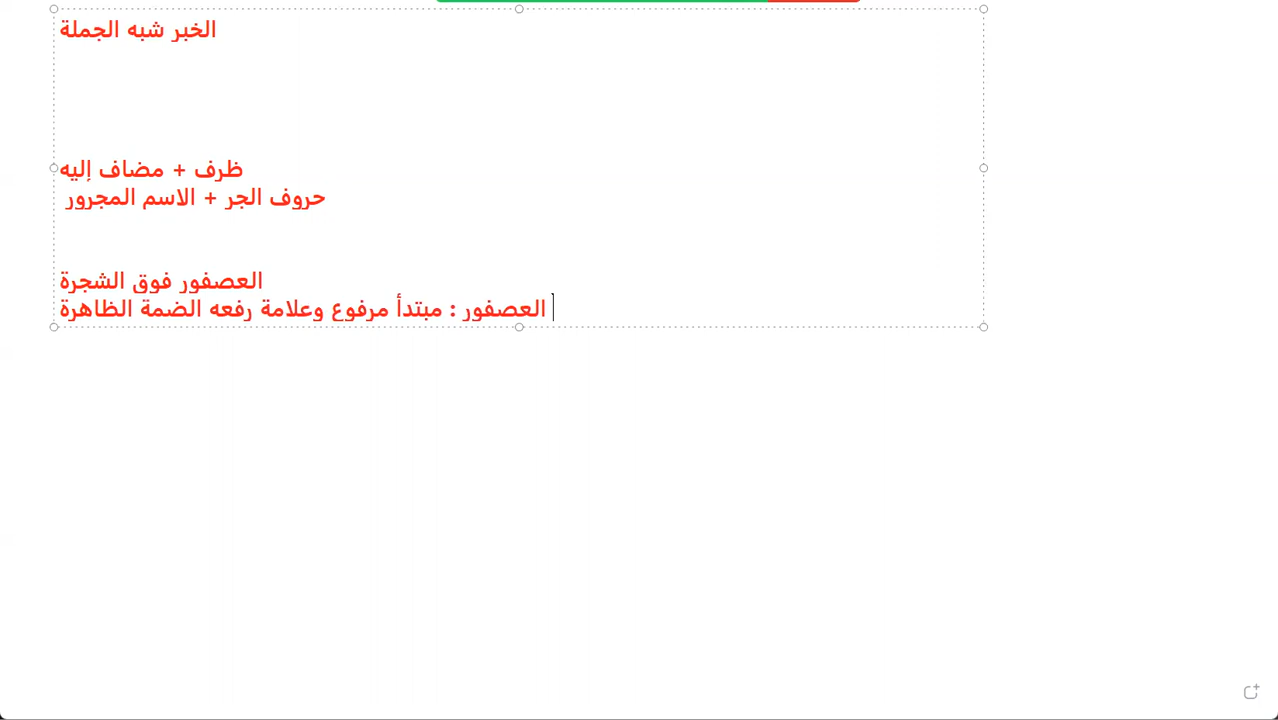 الخبر شبه الجملة
ظرف + مضاف إليه
حروف الجر + الاسم المجرور
العصفور فوق الشجرة
العصفور : مبتدأ مرفوع وعلامة رفعه الضمة الظاهرة